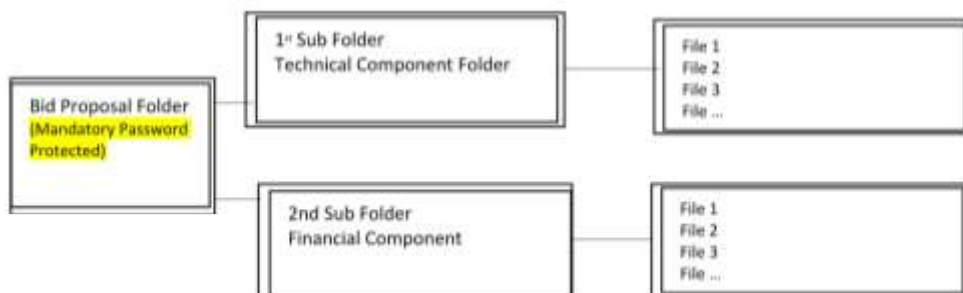 Bid Proposal Folder
(Mandatory Password
Protected)
1st Sub Folder
Technical Component Folder
File 1
File 2
File 3
File ...
2nd Sub Folder
Financial Component
File 1
File 2
File 3
File ...